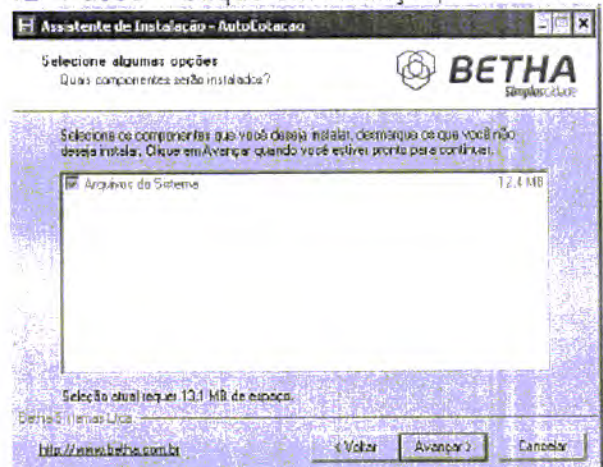 Assistente de Instalação - AutoCotacao
Selecione algumas opções
Quais componentes serão instalados?
BETHA
Simplicidade
Selecione os componentes que você deseja instalar, desmarque os que você não
deseja instalar. Clique em Avançar quando você estiver pronto para continuar.
Arquivos do Sistema 12,4 MB
Seleção atual requer 13,1 MB de espaço.
Betha Sistemas Ltda
http://www.betha.com.br
< Voltar Avançar > Cancelar